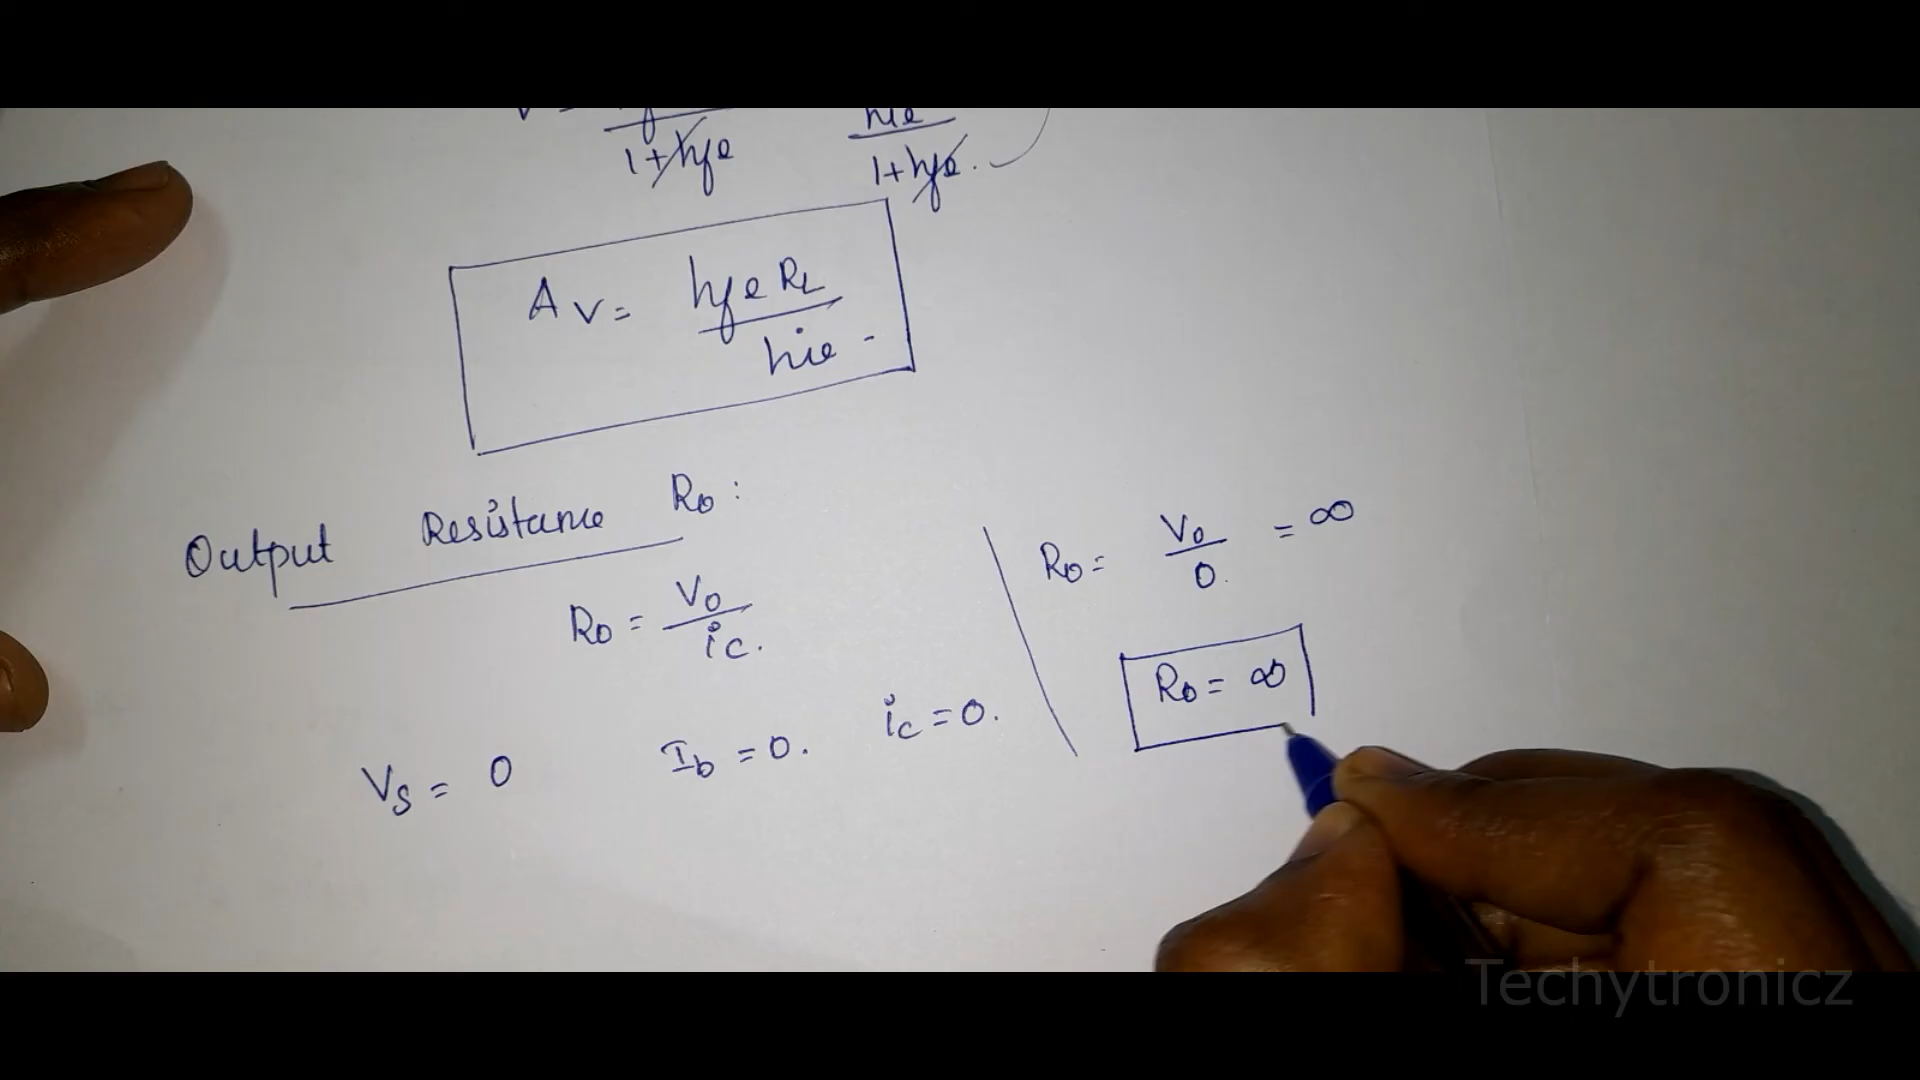 1+hfe
hie
1+hfe.
AV= hfe RL
hie
Output Resistance Ro:
Ro = Vo
ic.
Vs = 0 Ib = 0. ic = 0.
Ro = Vo = ∞
0.
Ro = ∞
Techytronicz